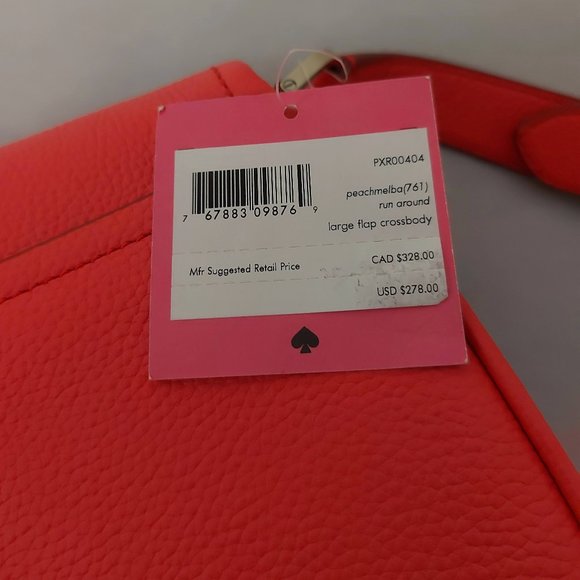 PXR00404
peachmelba(761)
run around
large flap crossbody
7 67883 09876 9
Mfr Suggested Retail Price
CAD $328.00
USD $278.00